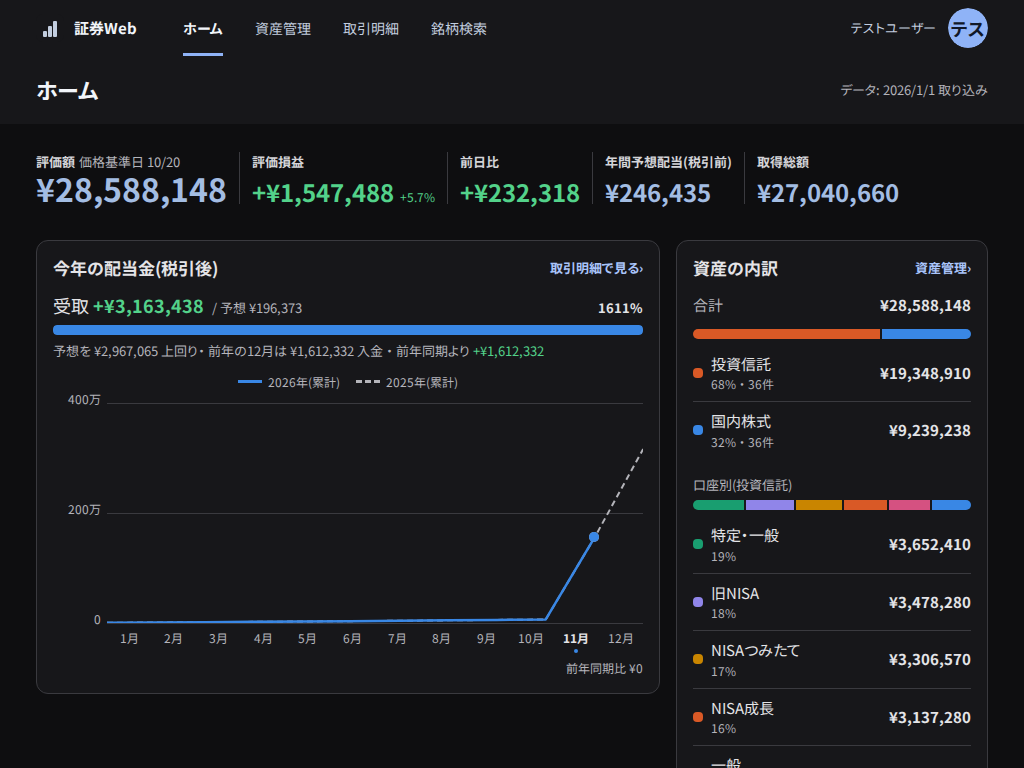 証券Web ホーム 資産管理 取引明細 銘柄検索 テストユーザー テス
ホーム データ: 2026/1/1 取り込み
評価額 価格基準日 10/20
¥28,588,148
評価損益
+¥1,547,488 +5.7%
前日比
+¥232,318
年間予想配当(税引前)
¥246,435
取得総額
¥27,040,660
今年の配当金(税引後) 取引明細で見る›
受取 +¥3,163,438 / 予想 ¥196,373 1611%
予想を ¥2,967,065 上回り・前年の12月は ¥1,612,332 入金・前年同期より +¥1,612,332
2026年(累計) 2025年(累計)
400万
200万
0
1月 2月 3月 4月 5月 6月 7月 8月 9月 10月 11月 12月
前年同期比 ¥0
資産の内訳 資産管理›
合計 ¥28,588,148
投資信託 ¥19,348,910
68%・36件
国内株式 ¥9,239,238
32%・36件
口座別(投資信託)
特定・一般 ¥3,652,410
19%
旧NISA ¥3,478,280
18%
NISAつみたて ¥3,306,570
17%
NISA成長 ¥3,137,280
16%
一般